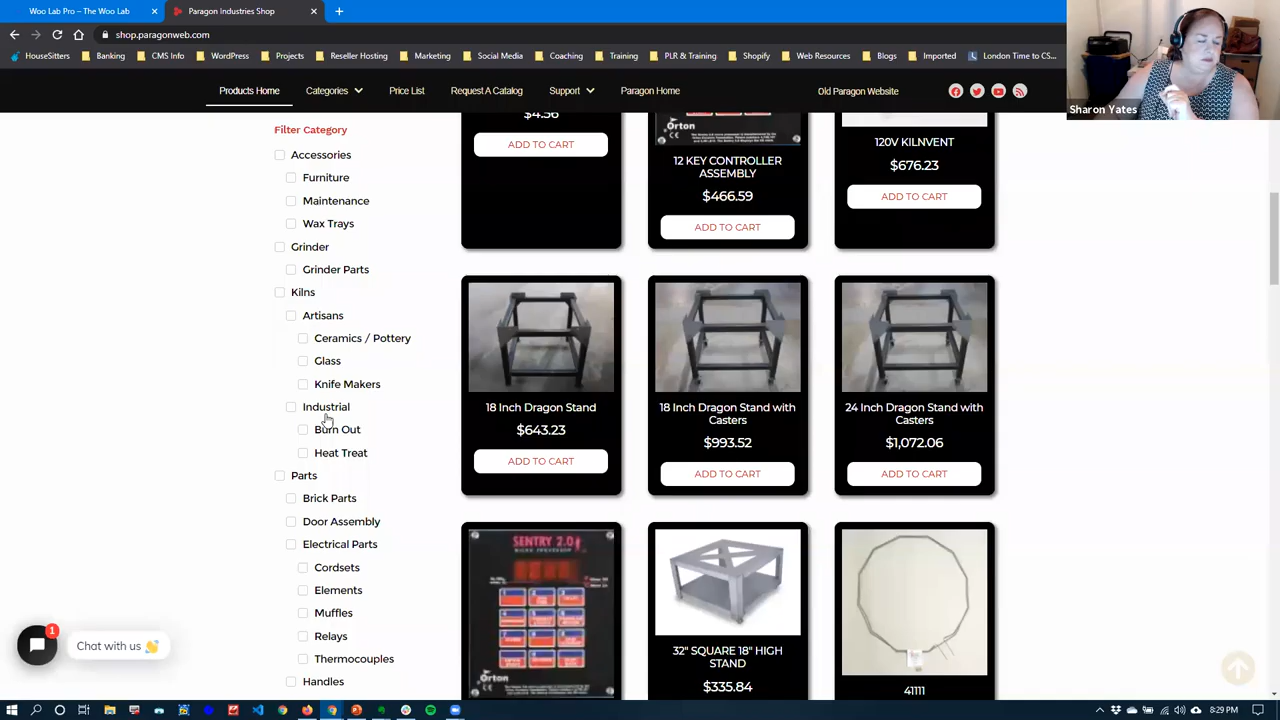 Woo Lab Pro – The Woo Lab
Paragon Industries Shop
shop.paragonweb.com
HouseSitters
Banking
CMS Info
WordPress
Projects
Reseller Hosting
Marketing
Social Media
Coaching
Training
PLR & Training
Shopify
Web Resources
Blogs
Imported
London Time to CS...
Sharon Yates
Products Home
Categories
Price List
Request A Catalog
Support
Paragon Home
Old Paragon Website
Filter Category
Accessories
Furniture
Maintenance
Wax Trays
Grinder
Grinder Parts
Kilns
Artisans
Ceramics / Pottery
Glass
Knife Makers
Industrial
Burn Out
Heat Treat
Parts
Brick Parts
Door Assembly
Electrical Parts
Cordsets
Elements
Muffles
Relays
Thermocouples
Handles
$4.56
ADD TO CART
Orton
12 KEY CONTROLLER
ASSEMBLY
$466.59
ADD TO CART
120V KILNVENT
$676.23
ADD TO CART
18 Inch Dragon Stand
$643.23
ADD TO CART
18 Inch Dragon Stand with
Casters
$993.52
ADD TO CART
24 Inch Dragon Stand with
Casters
$1,072.06
ADD TO CART
SENTRY 2.0
MICRO PROCESSOR
Orton
32" SQUARE 18" HIGH
STAND
$335.84
41111
1
Chat with us 👋
8:29 PM